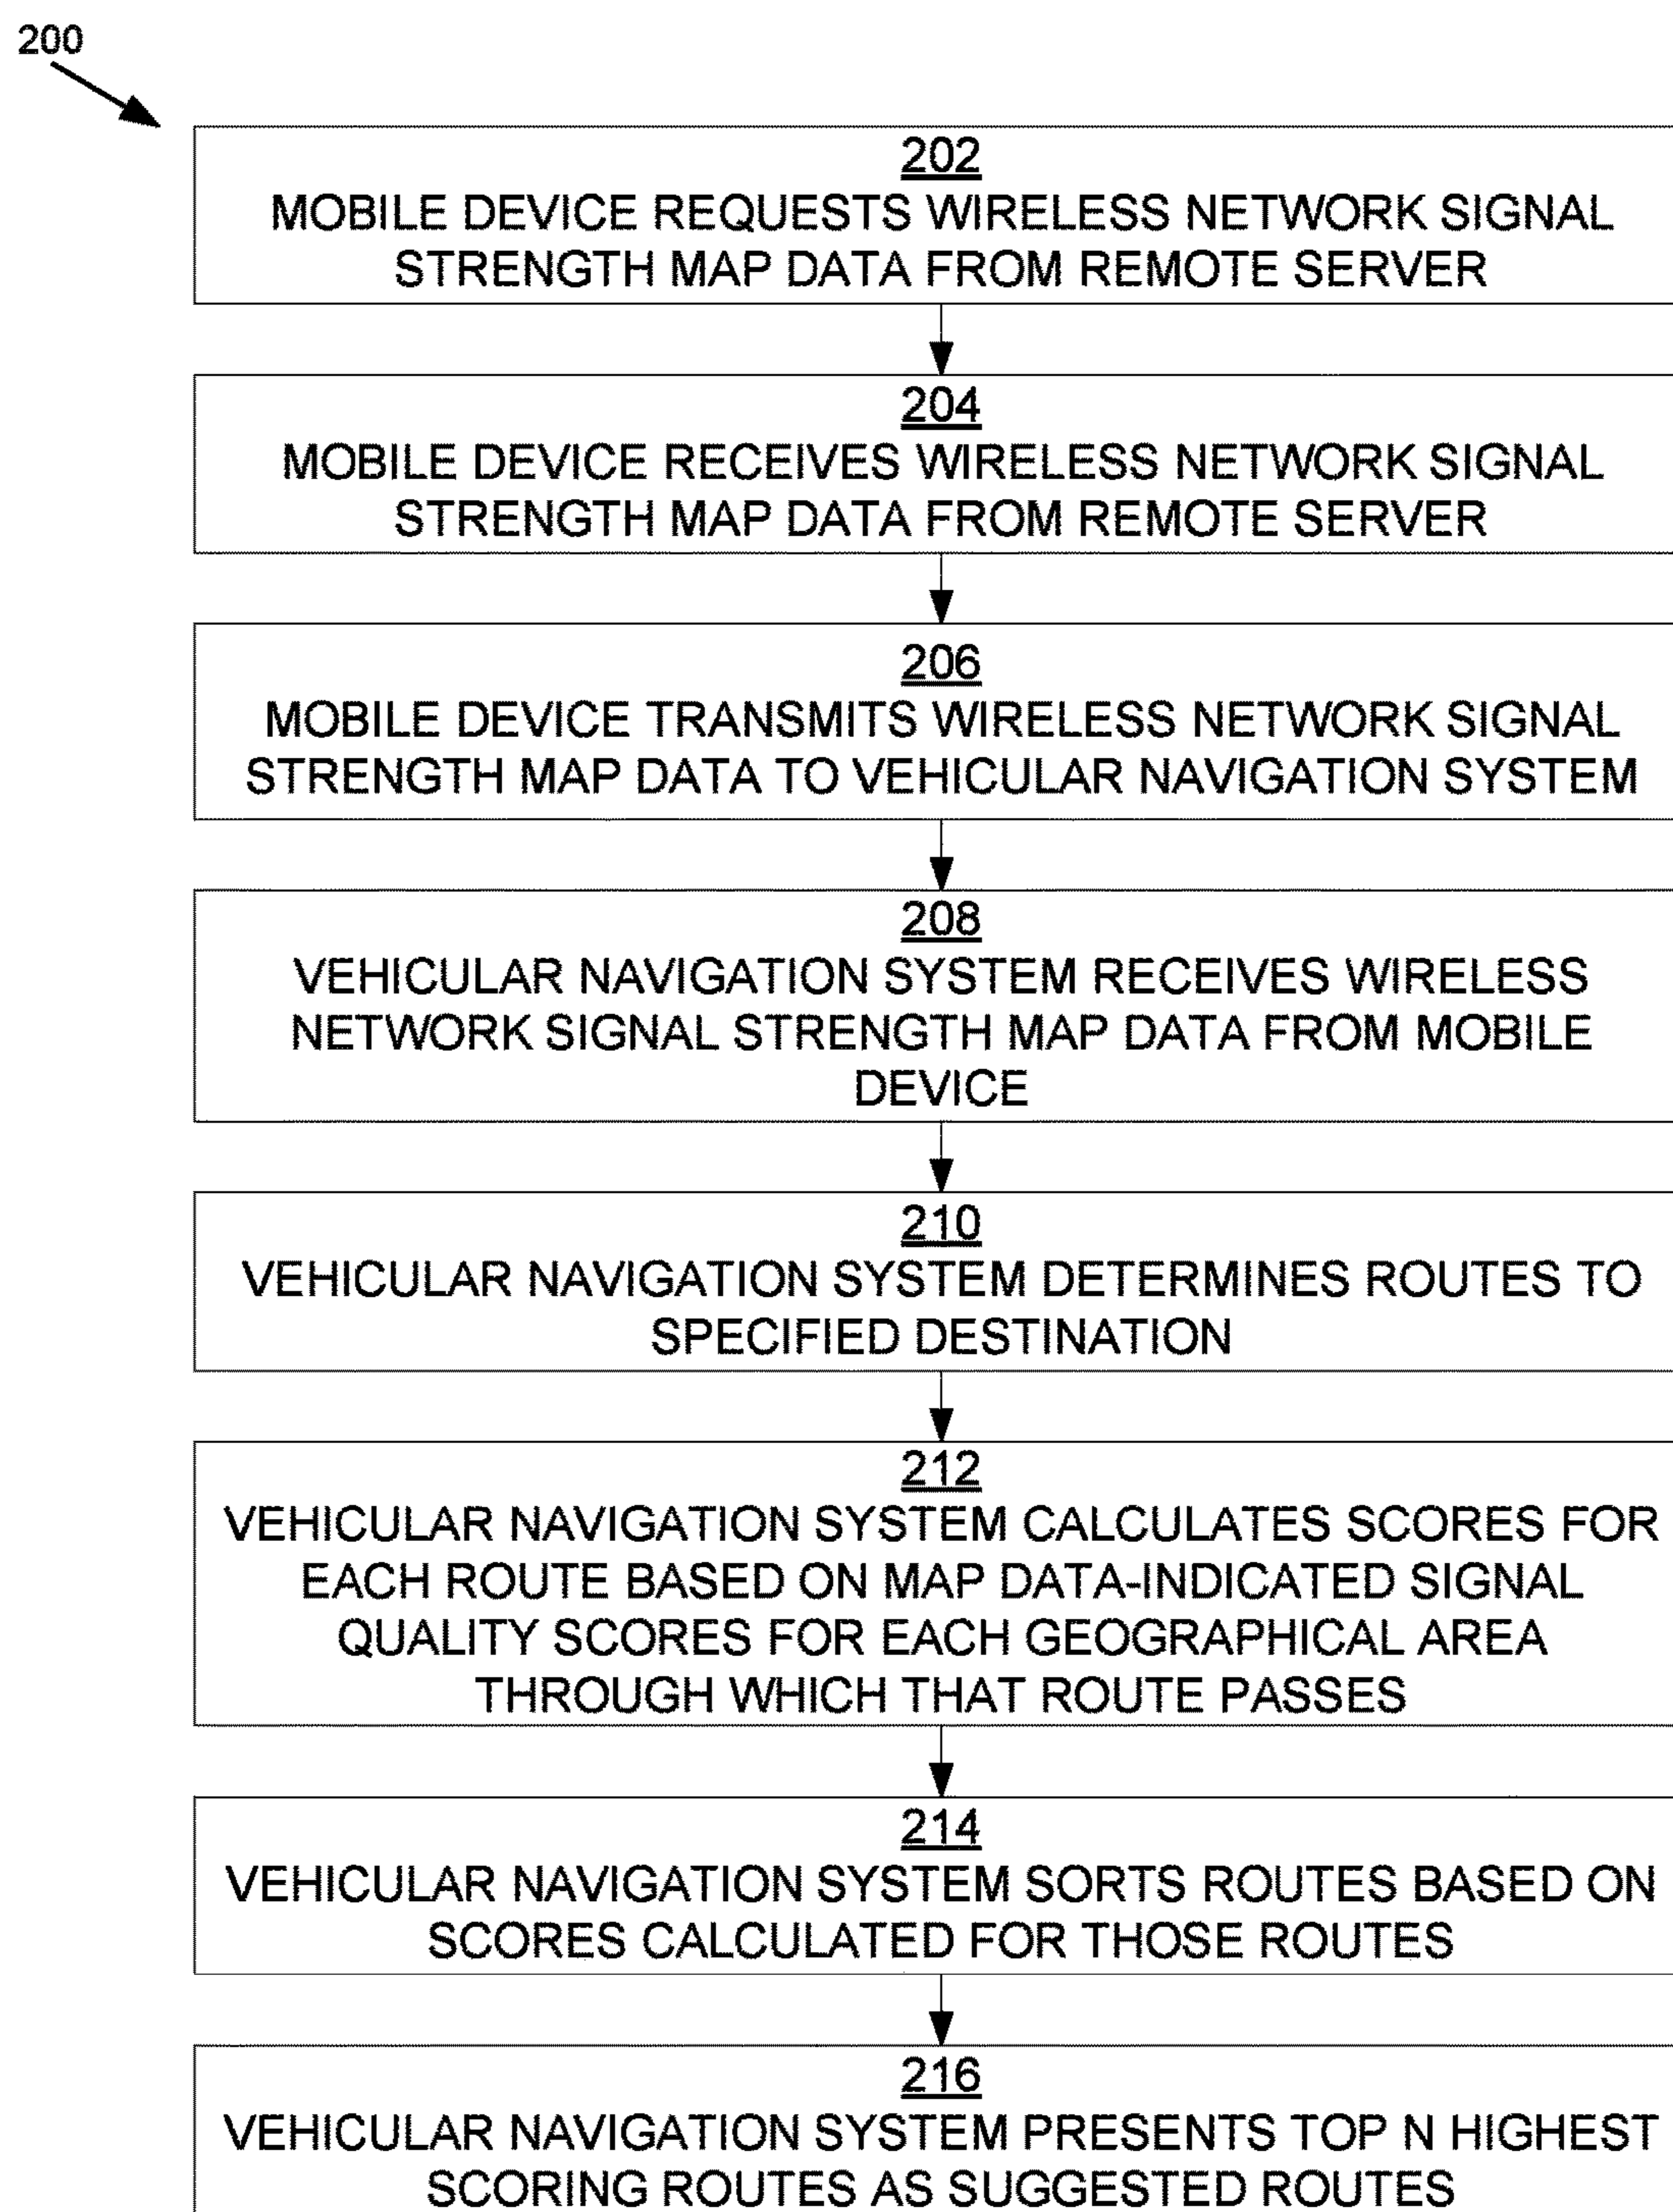 200
202
MOBILE DEVICE REQUESTS WIRELESS NETWORK SIGNAL
STRENGTH MAP DATA FROM REMOTE SERVER
204
MOBILE DEVICE RECEIVES WIRELESS NETWORK SIGNAL
STRENGTH MAP DATA FROM REMOTE SERVER
206
MOBILE DEVICE TRANSMITS WIRELESS NETWORK SIGNAL
STRENGTH MAP DATA TO VEHICULAR NAVIGATION SYSTEM
208
VEHICULAR NAVIGATION SYSTEM RECEIVES WIRELESS
NETWORK SIGNAL STRENGTH MAP DATA FROM MOBILE
DEVICE
210
VEHICULAR NAVIGATION SYSTEM DETERMINES ROUTES TO
SPECIFIED DESTINATION
212
VEHICULAR NAVIGATION SYSTEM CALCULATES SCORES FOR
EACH ROUTE BASED ON MAP DATA-INDICATED SIGNAL
QUALITY SCORES FOR EACH GEOGRAPHICAL AREA
THROUGH WHICH THAT ROUTE PASSES
214
VEHICULAR NAVIGATION SYSTEM SORTS ROUTES BASED ON
SCORES CALCULATED FOR THOSE ROUTES
216
VEHICULAR NAVIGATION SYSTEM PRESENTS TOP N HIGHEST
SCORING ROUTES AS SUGGESTED ROUTES